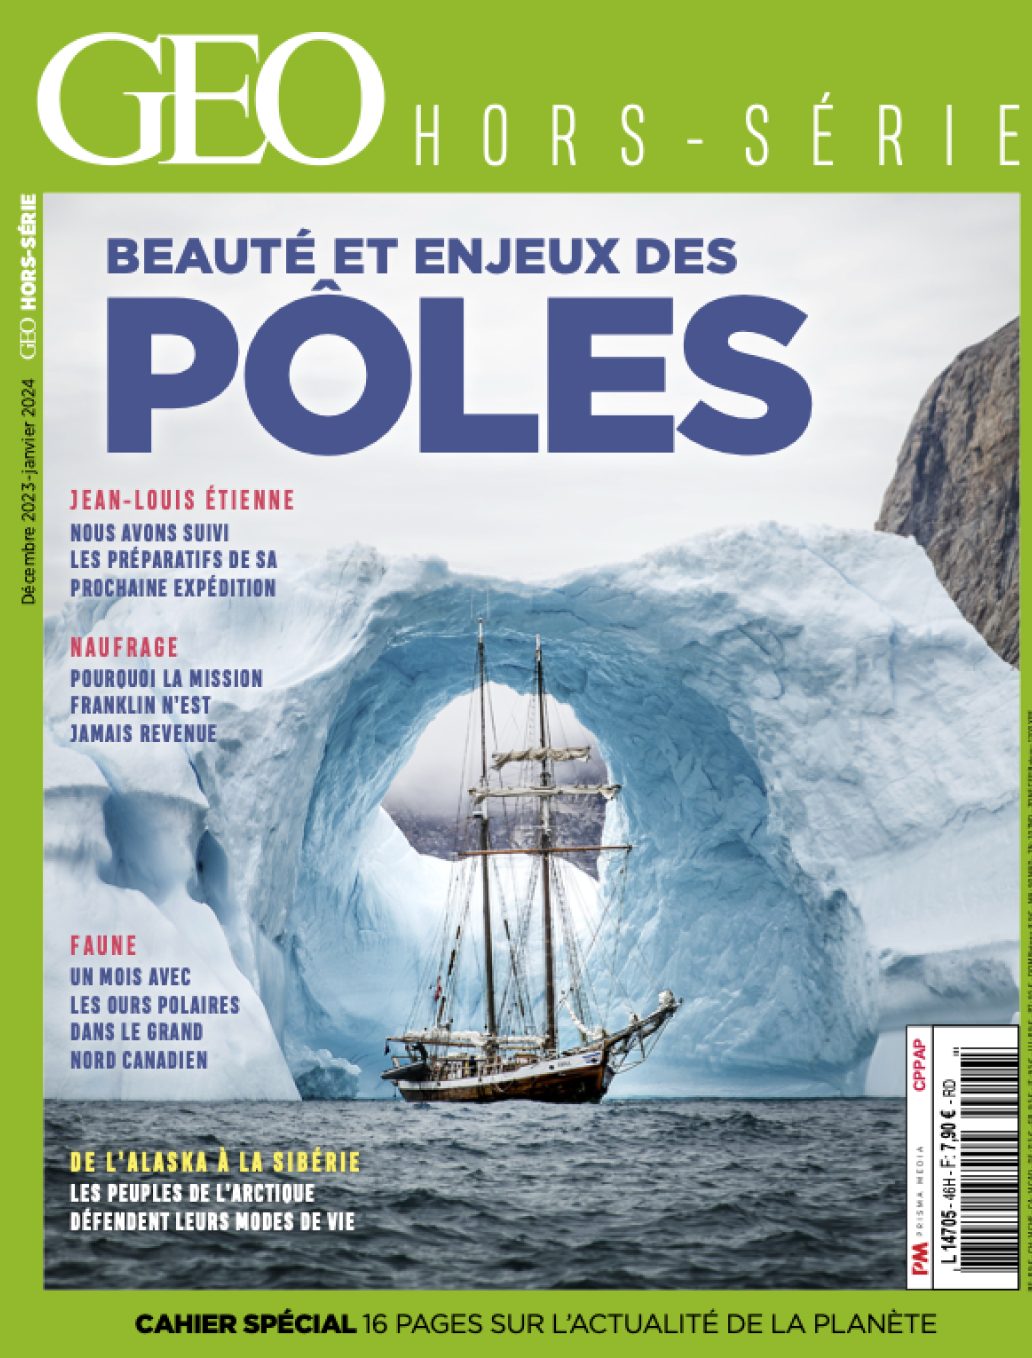 GEO HORS-SÉRIE
GEO HORS-SÉRIE
Décembre 2023-janvier 2024
BEAUTÉ ET ENJEUX DES
PÔLES
JEAN-LOUIS ÉTIENNE
NOUS AVONS SUIVI
LES PRÉPARATIFS DE SA
PROCHAINE EXPÉDITION
NAUFRAGE
POURQUOI LA MISSION
FRANKLIN N'EST
JAMAIS REVENUE
FAUNE
UN MOIS AVEC
LES OURS POLAIRES
DANS LE GRAND
NORD CANADIEN
DE L'ALASKA À LA SIBÉRIE
LES PEUPLES DE L'ARCTIQUE
DÉFENDENT LEURS MODES DE VIE
PM PRISMA MEDIA
CPPAP
L 14705 - 46H - F: 7,90 € - RD
CAHIER SPÉCIAL 16 PAGES SUR L'ACTUALITÉ DE LA PLANÈTE